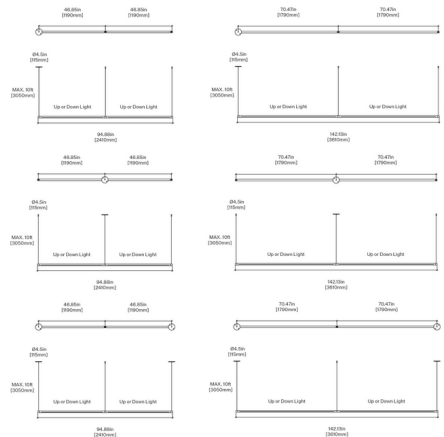 46.85in 46.85in
[1190mm] [1190mm]
Ø4.5in
[115mm]
MAX. 10ft
[3050mm]
Up or Down Light Up or Down Light
94.88in
[2410mm]
70.47in 70.47in
[1790mm] [1790mm]
Ø4.5in
[115mm]
MAX. 10ft
[3050mm]
Up or Down Light Up or Down Light
142.13in
[3610mm]
46.85in 46.85in
[1190mm] [1190mm]
Ø4.5in
[115mm]
MAX. 10ft
[3050mm]
Up or Down Light Up or Down Light
94.88in
[2410mm]
70.47in 70.47in
[1790mm] [1790mm]
Ø4.5in
[115mm]
MAX. 10ft
[3050mm]
Up or Down Light Up or Down Light
142.13in
[3610mm]
46.85in 46.85in
[1190mm] [1190mm]
Ø4.5in
[115mm]
MAX. 10ft
[3050mm]
Up or Down Light Up or Down Light
94.88in
[2410mm]
70.47in 70.47in
[1790mm] [1790mm]
Ø4.5in
[115mm]
MAX. 10ft
[3050mm]
Up or Down Light Up or Down Light
142.13in
[3610mm]